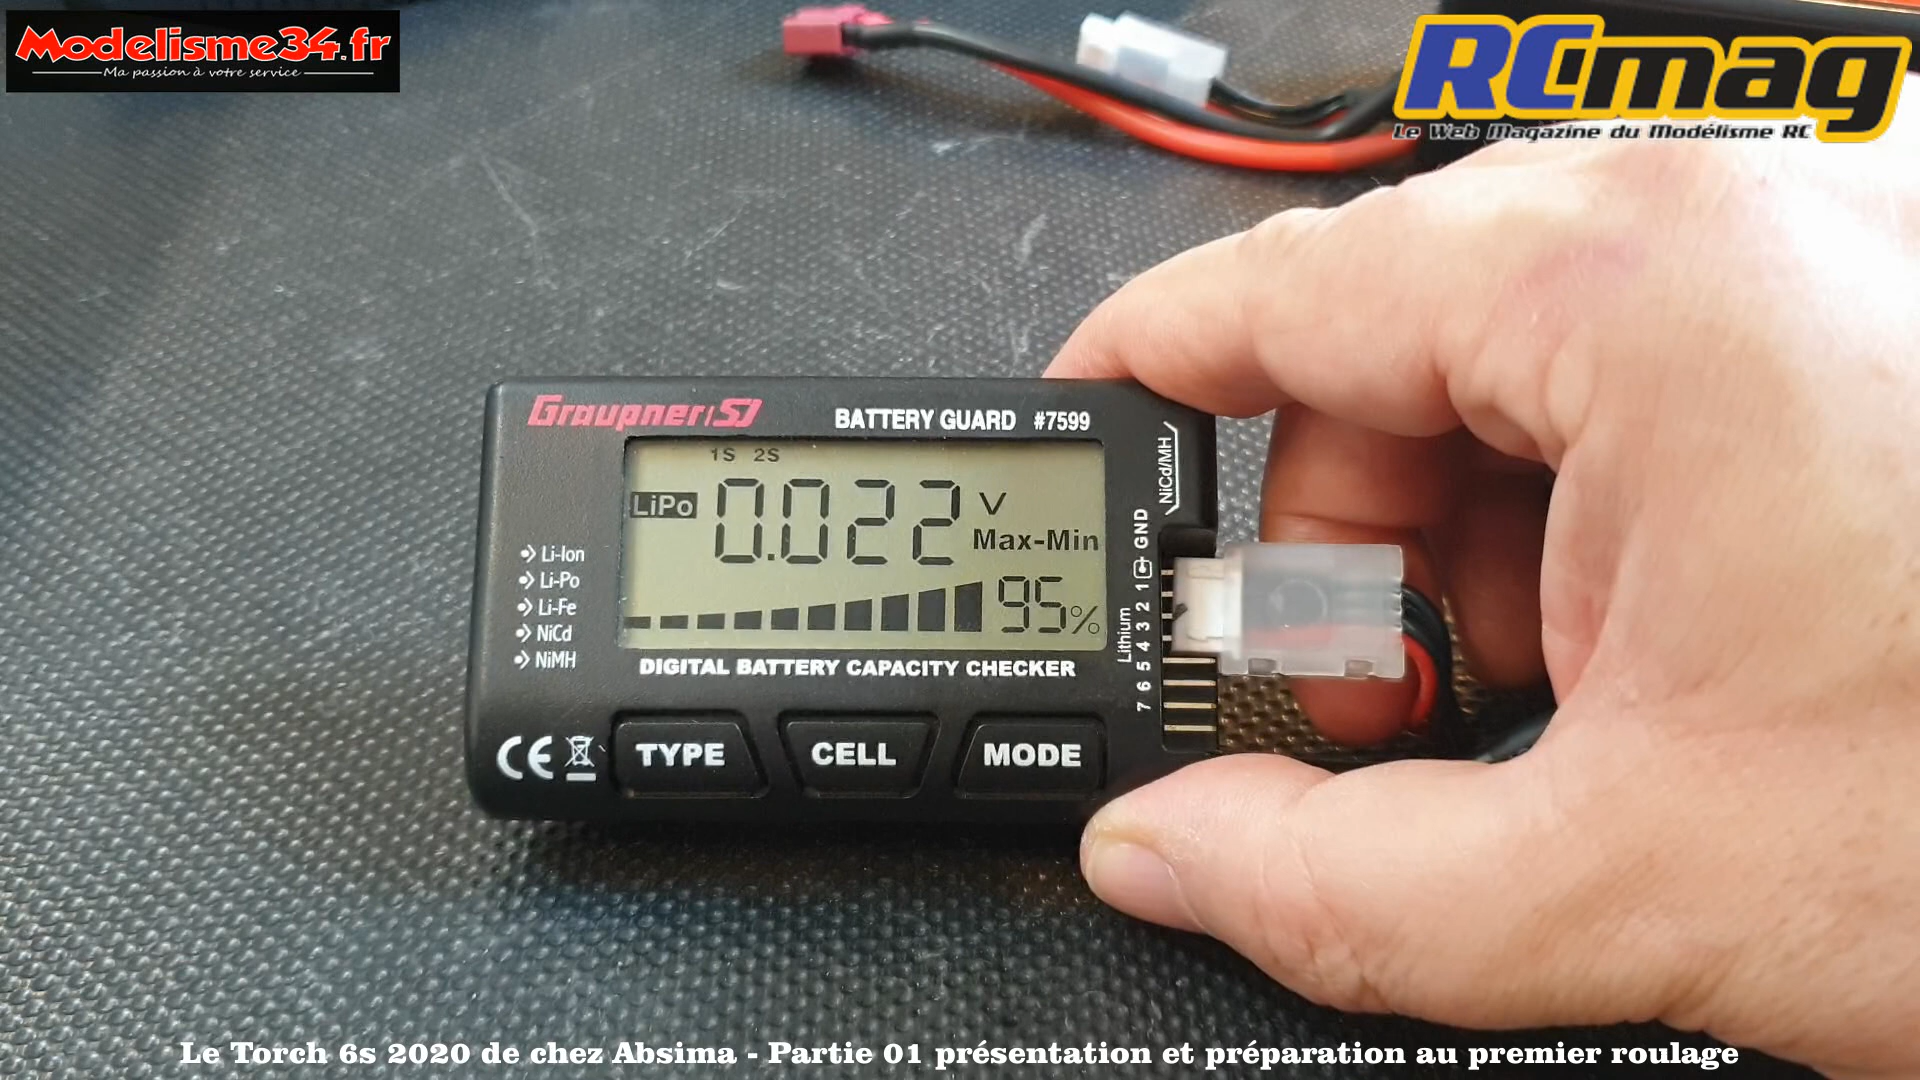 Modelisme34.fr
Ma passion à votre service
RCmag
Le Web Magazine du Modélisme RC
Graupner/SJ
BATTERY GUARD #7599
1S 2S
LiPo 0.022 V
Max-Min
95%
Li-Ion
Li-Po
Li-Fe
NiCd
NiMH
DIGITAL BATTERY CAPACITY CHECKER
NiCd/MH
GND
Lithium
1 2 3 4 5 6 7
CE
TYPE CELL MODE
Le Torch 6s 2020 de chez Absima - Partie 01 présentation et préparation au premier roulage